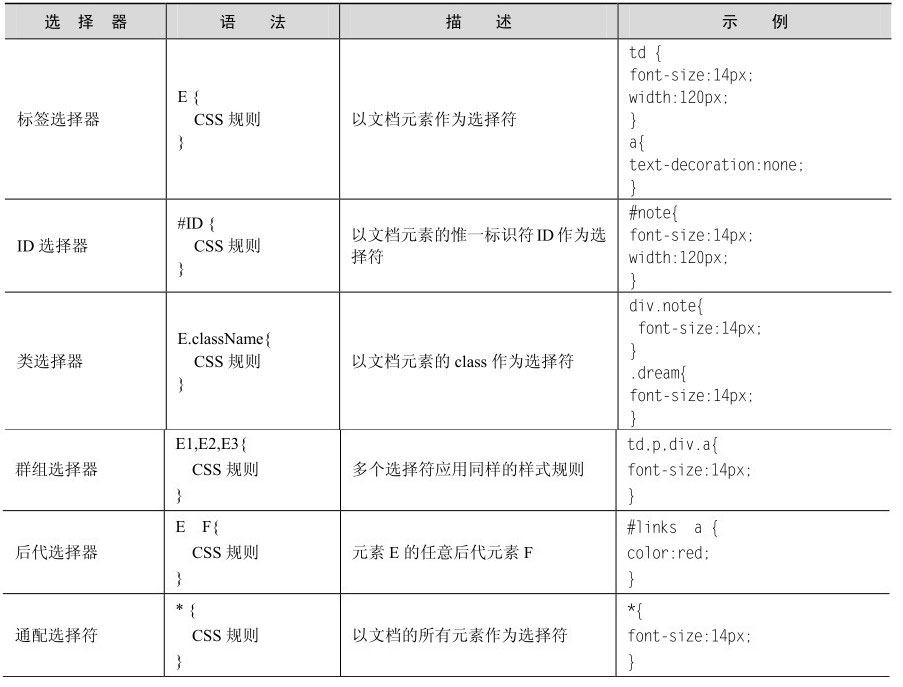 选 择 器 语 法 描 述 示 例
标签选择器
E {
CSS 规则
}
以文档元素作为选择符
td {
font-size:14px;
width:120px;
}
a{
text-decoration:none;
}
ID 选择器
#ID {
CSS 规则
}
以文档元素的惟一标识符 ID 作为选
择符
#note{
font-size:14px;
width:120px;
}
类选择器
E.className{
CSS 规则
}
以文档元素的 class 作为选择符
div.note{
font-size:14px;
}
.dream{
font-size:14px;
}
群组选择器
E1,E2,E3{
CSS 规则
}
多个选择符应用同样的样式规则
td,p,div.a{
font-size:14px;
}
后代选择器
E F{
CSS 规则
}
元素 E 的任意后代元素 F
#links a {
color:red;
}
通配选择符
* {
CSS 规则
}
以文档的所有元素作为选择符
*{
font-size:14px;
}